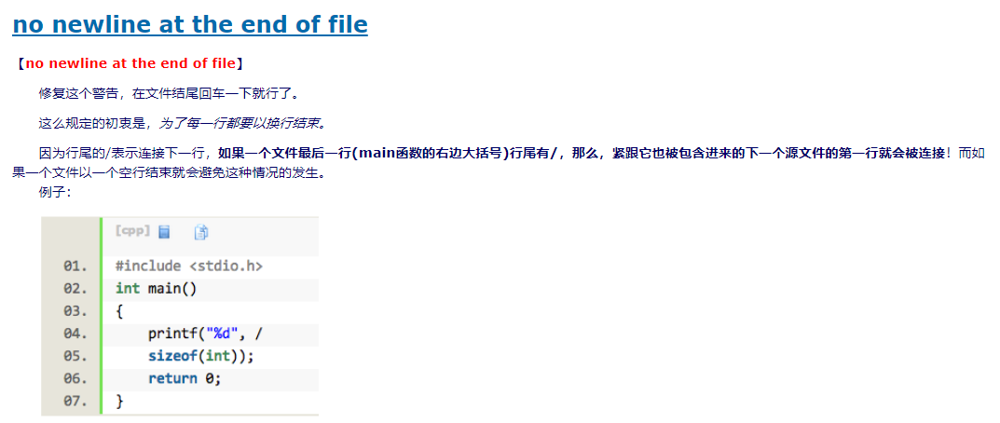 no newline at the end of file
【no newline at the end of file】
修复这个警告，在文件结尾回车一下就行了。
这么规定的初衷是，为了每一行都要以换行结束。
因为行尾的/表示连接下一行，如果一个文件最后一行(main函数的右边大括号)行尾有/，那么，紧跟它也被包含进来的下一个源文件的第一行就会被连接！而如
果一个文件以一个空行结束就会避免这种情况的发生。
例子：
[cpp]
01. #include <stdio.h>
02. int main()
03. {
04. printf("%d", /
05. sizeof(int));
06. return 0;
07. }